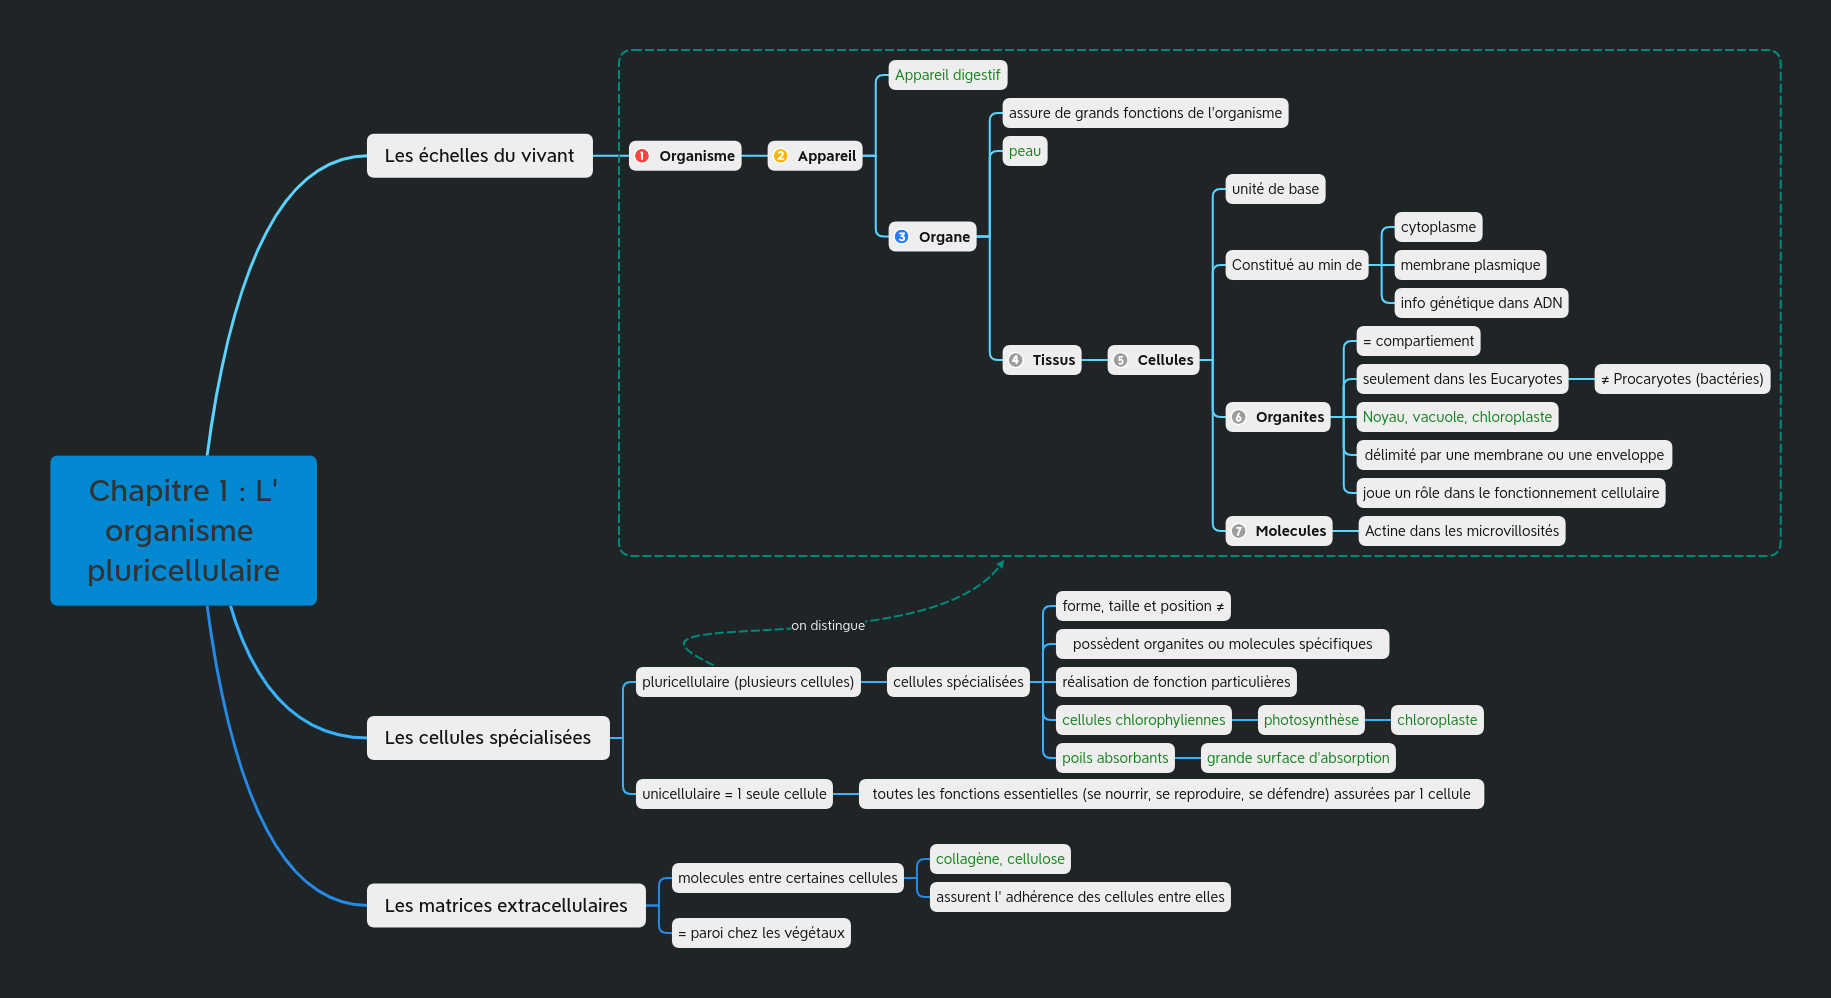 Chapitre 1 : L'
organisme
pluricellulaire
Les échelles du vivant
1 Organisme
2 Appareil
Appareil digestif
3 Organe
assure de grands fonctions de l'organisme
peau
4 Tissus
5 Cellules
unité de base
Constitué au min de
cytoplasme
membrane plasmique
info génétique dans ADN
6 Organites
= compartiement
seulement dans les Eucaryotes
≠ Procaryotes (bactéries)
Noyau, vacuole, chloroplaste
délimité par une membrane ou une enveloppe
joue un rôle dans le fonctionnement cellulaire
7 Molecules
Actine dans les microvillosités
on distingue
Les cellules spécialisées
pluricellulaire (plusieurs cellules)
cellules spécialisées
forme, taille et position ≠
possèdent organites ou molecules spécifiques
réalisation de fonction particulières
cellules chlorophyliennes
photosynthèse
chloroplaste
poils absorbants
grande surface d'absorption
unicellulaire = 1 seule cellule
toutes les fonctions essentielles (se nourrir, se reproduire, se défendre) assurées par 1 cellule
Les matrices extracellulaires
molecules entre certaines cellules
collagène, cellulose
assurent l' adhérence des cellules entre elles
= paroi chez les végétaux